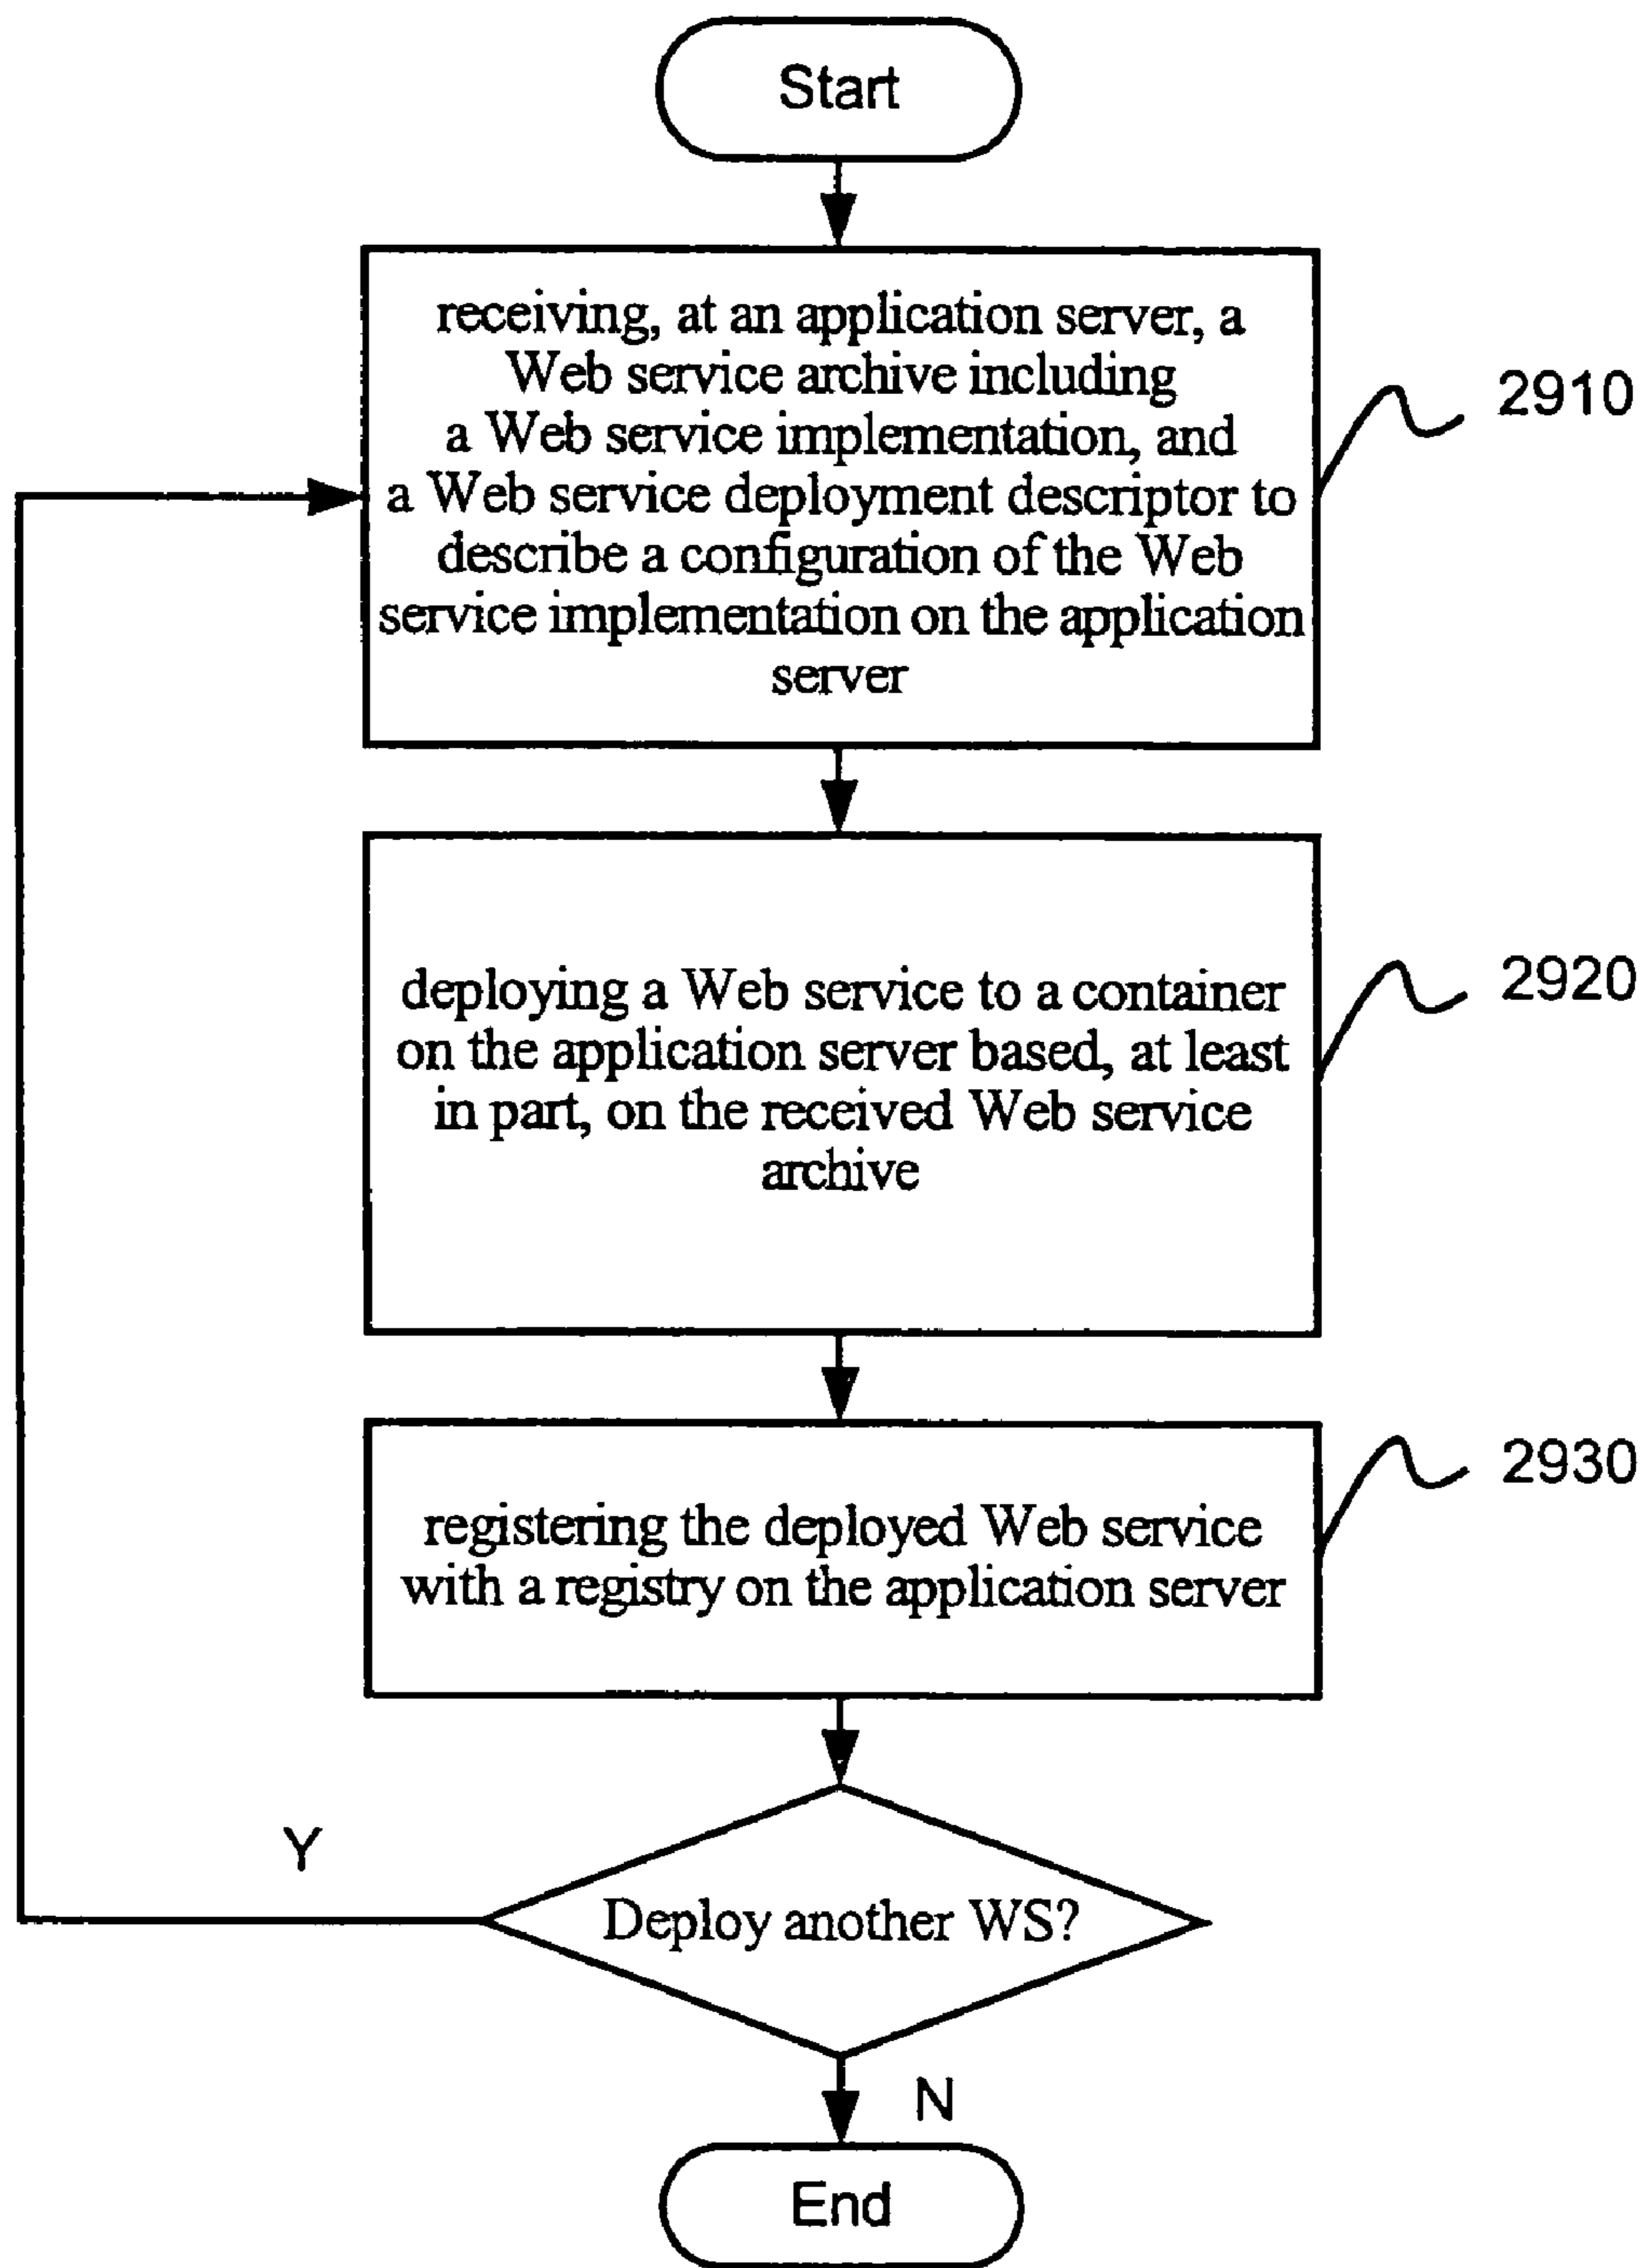 Start
receiving, at an application server, a
Web service archive including
a Web service implementation, and
a Web service deployment descriptor to
describe a configuration of the Web
service implementation on the application
server
2910
deploying a Web service to a container
on the application server based, at least
in part, on the received Web service
archive
2920
registering the deployed Web service
with a registry on the application server
2930
Y
Deploy another WS?
N
End